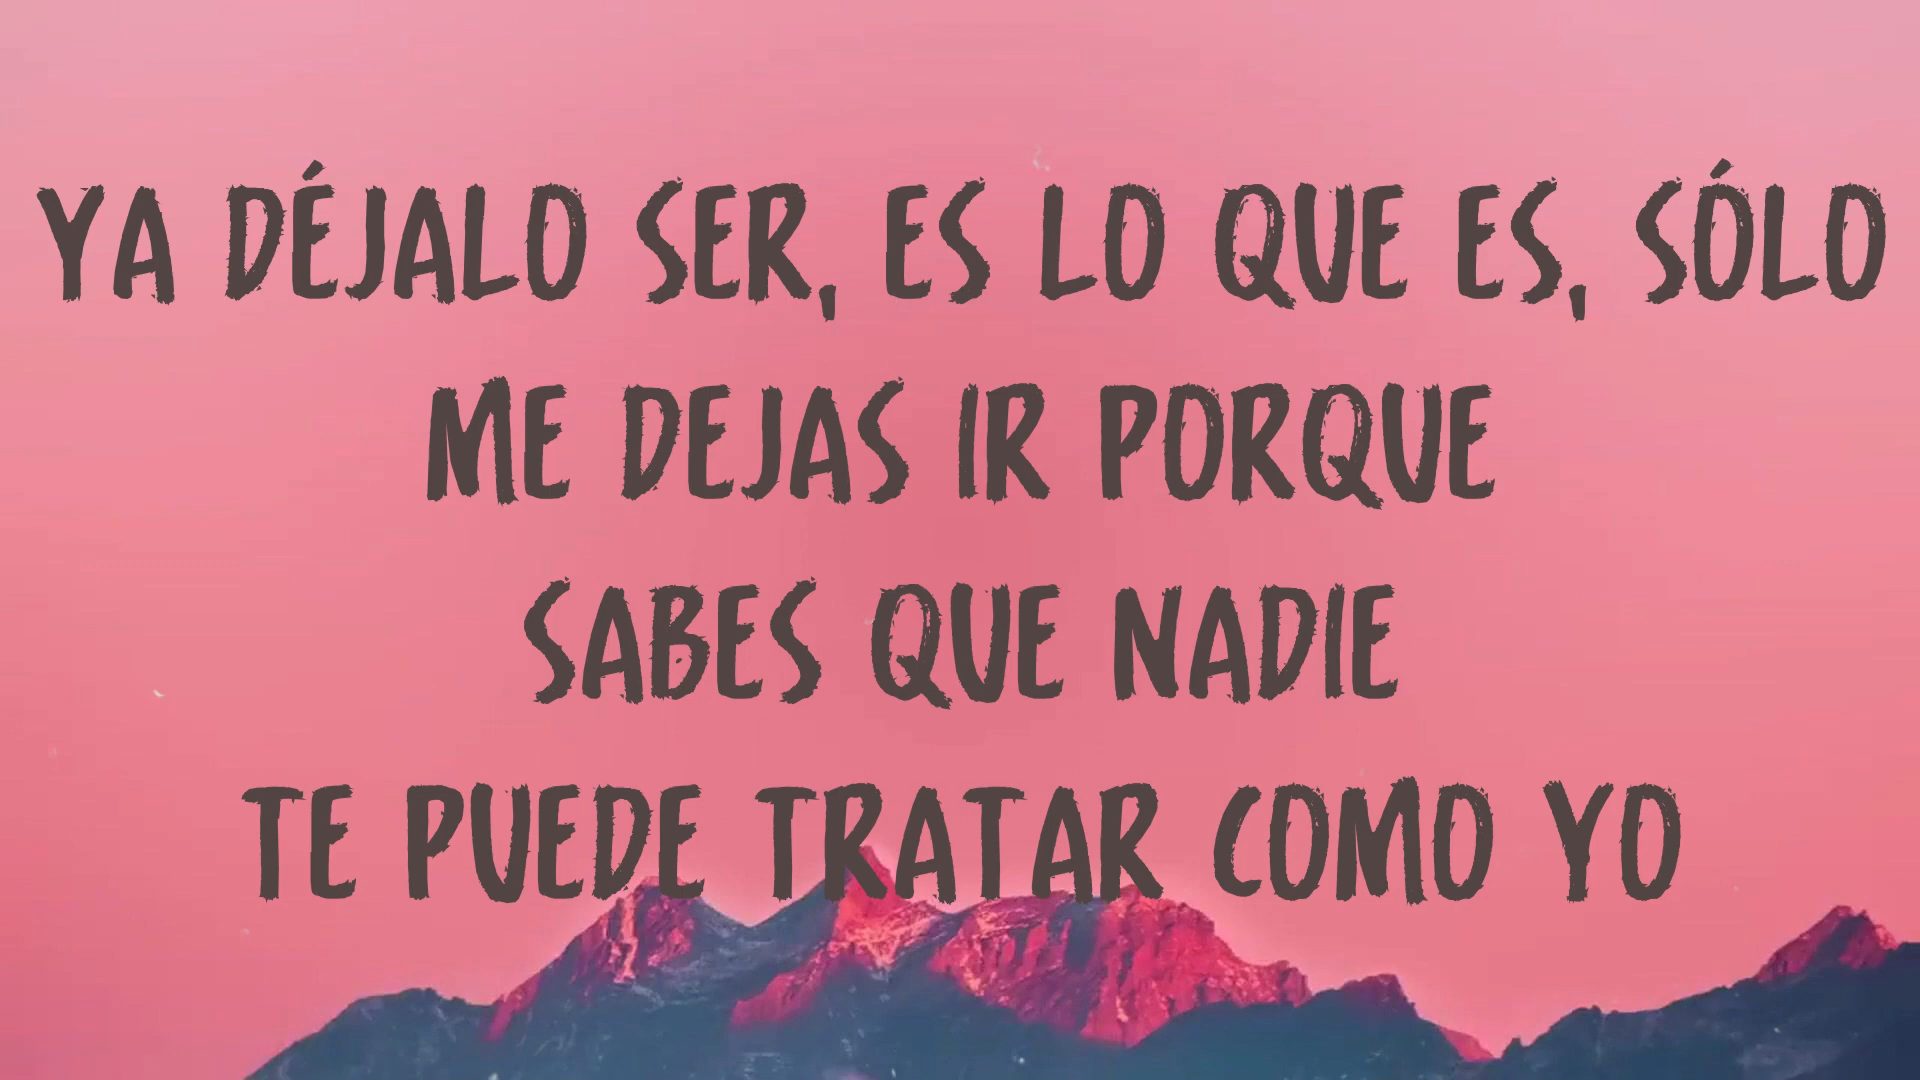 YA DÉJALO SER, ES LO QUE ES, SÓLO
ME DEJAS IR PORQUE
SABES QUE NADIE
TE PUEDE TRATAR COMO YO